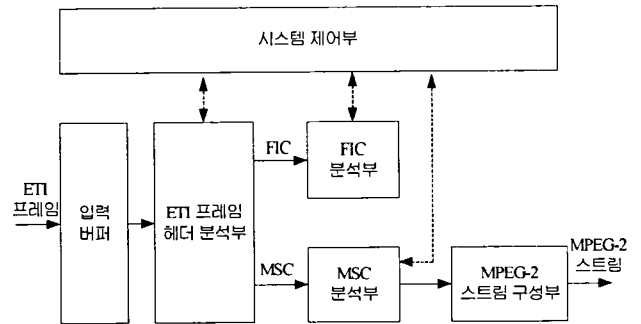 시스템 제어부
FIC
FIC
분석부
ETI
프레임
입력
버퍼
ETI 프레임
헤더 분석부
MSC
MSC
분석부
MPEG-2
스트림 구성부
MPEG-2
스트림